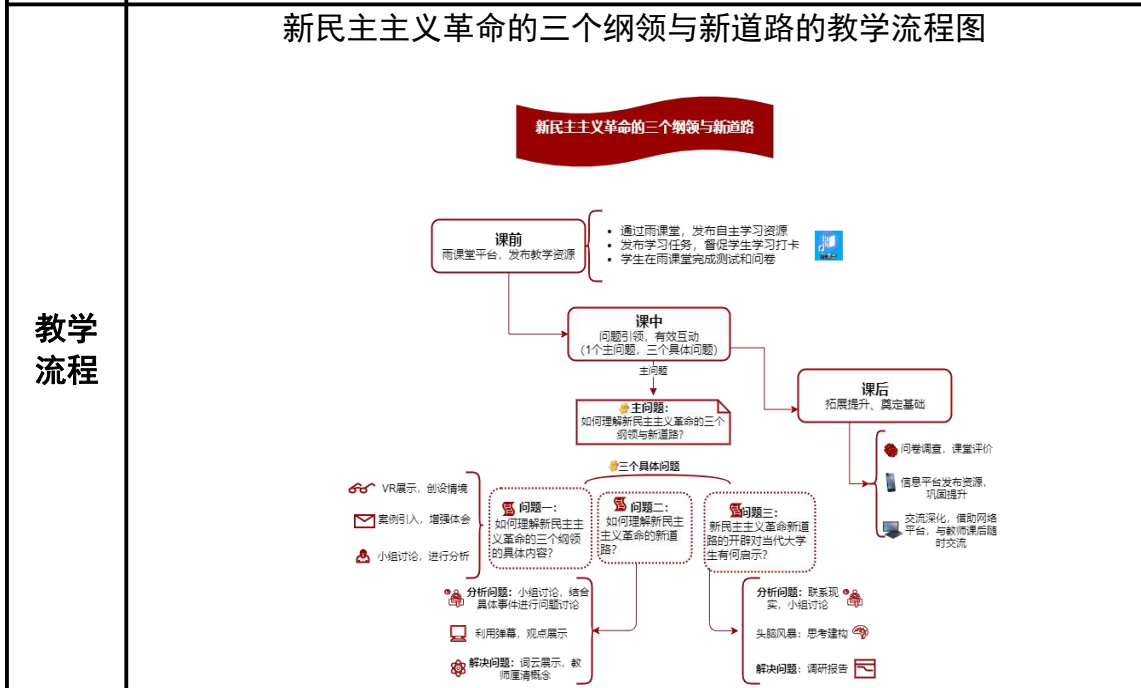 新民主主义革命的三个纲领与新道路的教学流程图
教学
流程
新民主主义革命的三个纲领与新道路
课前
雨课堂平台，发布教学资源
• 通过雨课堂，发布自主学习资源
• 发布学习任务，督促学生学习打卡
• 学生在雨课堂完成测试和问卷
课中
问题引领，有效互动
(1个主问题，三个具体问题)
主问题
主问题：
如何理解新民主主义革命的三个
纲领与新道路？
课后
拓展提升、奠定基础
问卷调查，课堂评价
信息平台发布资源，
巩固提升
交流深化，借助网络
平台，与教师课后随
时交流
三个具体问题
VR展示，创设情境
案例引入，增强体会
小组讨论，进行分析
问题一：
如何理解新民主主
义革命的三个纲领
的具体内容？
问题二：
如何理解新民主
主义革命的新道
路？
问题三：
新民主主义革命新道
路的开辟对当代大学
生有何启示？
分析问题：小组讨论，结合
具体事件进行问题讨论
利用弹幕，观点展示
解决问题：词云展示，教
师厘清概念
分析问题：联系现
实，小组讨论
头脑风暴：思考建构
解决问题：调研报告